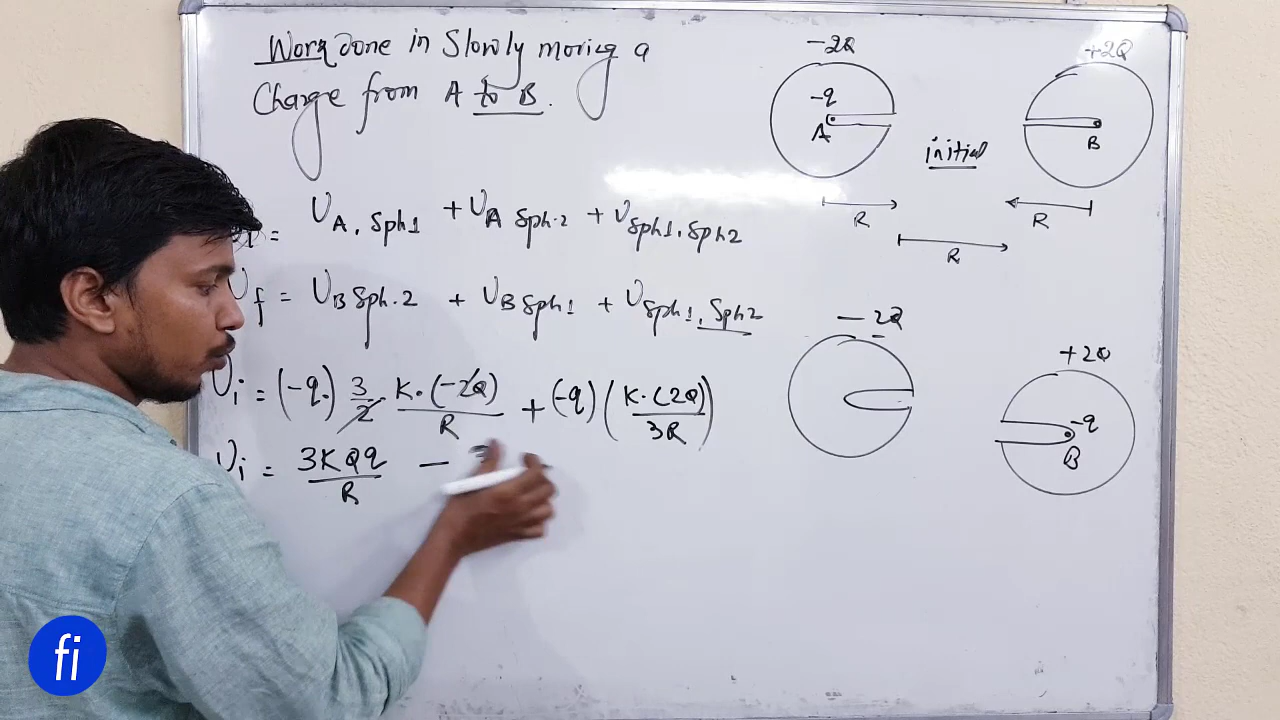 Work done in Slowly moving a
Charge from A to B.
= U_A, Sph1 + U_A Sph.2 + U_Sph1, Sph2
U_f = U_B Sph.2 + U_B Sph1 + U_Sph1, Sph2
U_i = (-q.) 3/2 K.(-2Q)/R + (-q) (K.(2Q)/3R)
U_i = 3KQq/R -
-2Q
-q
A
+2Q
B
initial
R
R
R
- 2Q
+2Q
-q
B
fi